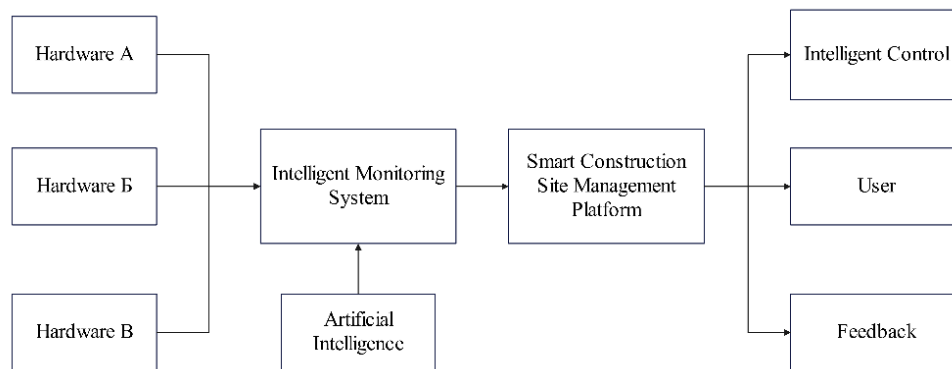 Hardware A
Intelligent Control
Hardware Б
Intelligent Monitoring
System
Smart Construction
Site Management
Platform
User
Hardware В
Artificial
Intelligence
Feedback